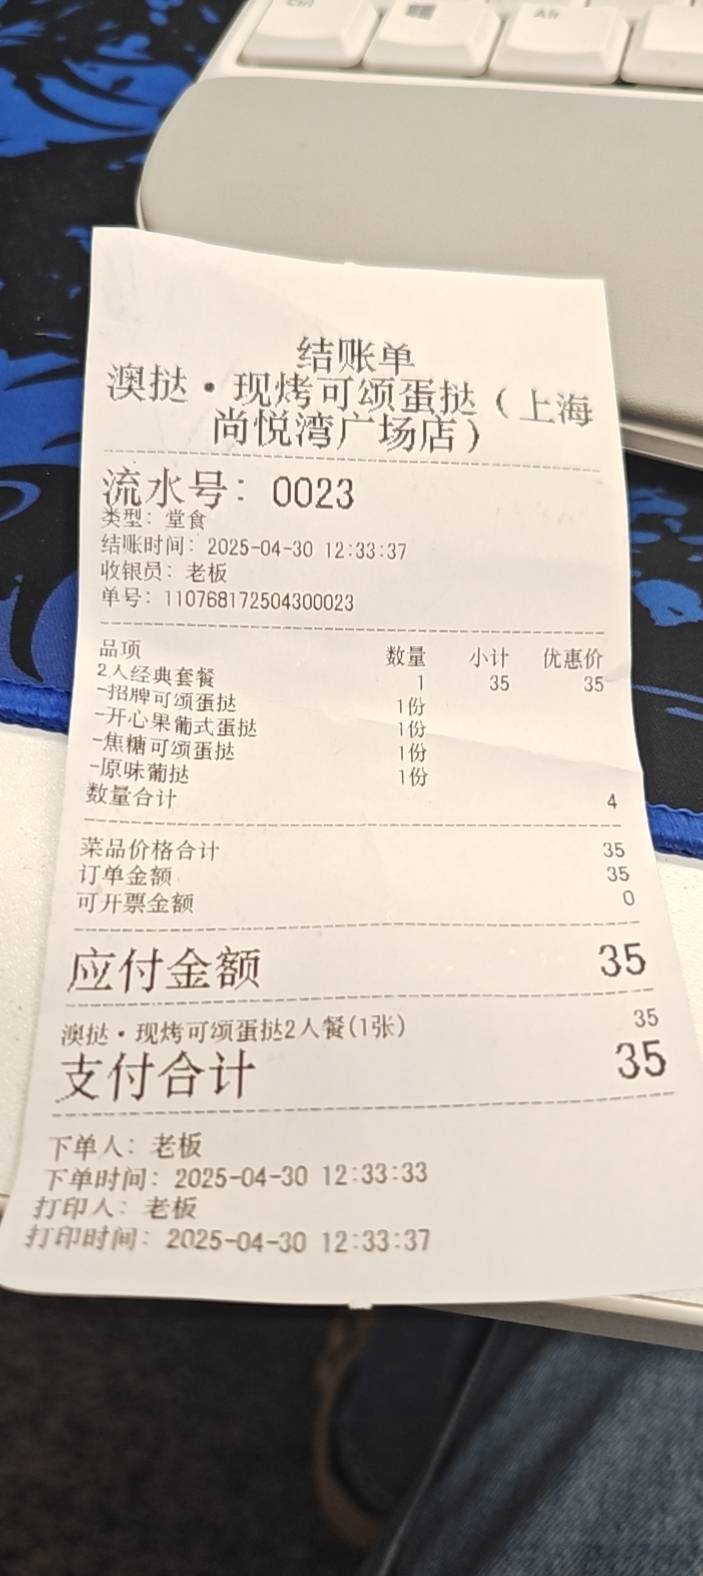 Ctrl
Alt
结账单
澳挞·现烤可颂蛋挞（上海
尚悦湾广场店）
流水号：0023
类型：堂食
结账时间：2025-04-30 12:33:37
收银员：老板
单号：110768172504300023
品项 数量 小计 优惠价
2人经典套餐 1 35 35
-招牌可颂蛋挞 1份
-开心果葡式蛋挞 1份
-焦糖可颂蛋挞 1份
-原味葡挞 1份
数量合计 4
菜品价格合计 35
订单金额 35
可开票金额 0
应付金额 35
澳挞·现烤可颂蛋挞2人餐(1张) 35
支付合计 35
下单人：老板
下单时间：2025-04-30 12:33:33
打印人：老板
打印时间：2025-04-30 12:33:37